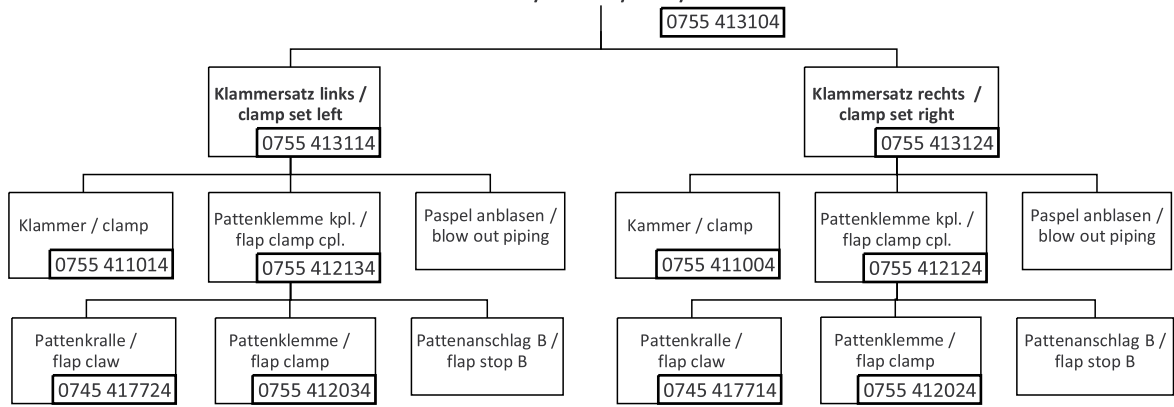 0755 413104
Klammersatz links /
clamp set left
0755 413114
Klammersatz rechts /
clamp set right
0755 413124
Klammer / clamp
0755 411014
Pattenklemme kpl. /
flap clamp cpl.
0755 412134
Paspel anblasen /
blow out piping
Kammer / clamp
0755 411004
Pattenklemme kpl. /
flap clamp cpl.
0755 412124
Paspel anblasen /
blow out piping
Pattenkralle /
flap claw
0745 417724
Pattenklemme /
flap clamp
0755 412034
Pattenanschlag B /
flap stop B
Pattenkralle /
flap claw
0745 417714
Pattenklemme /
flap clamp
0755 412024
Pattenanschlag B /
flap stop B